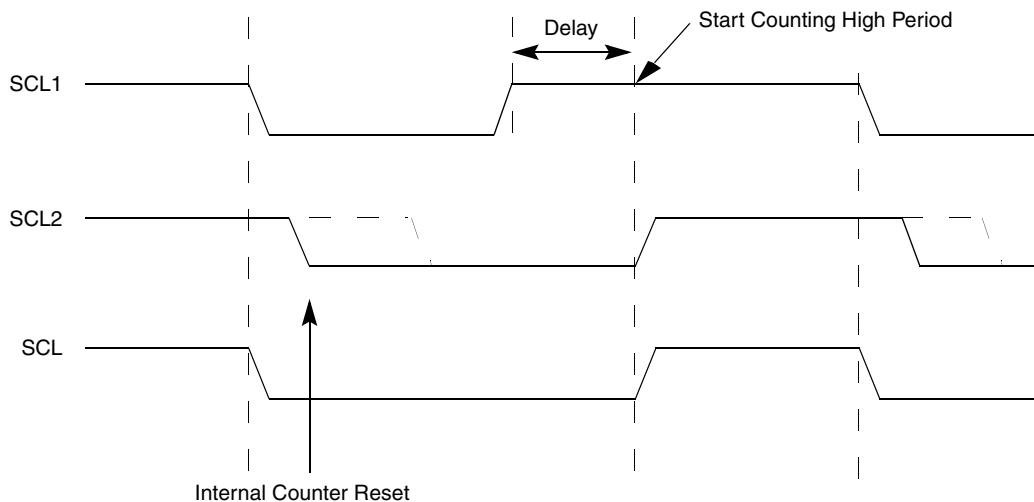 Start Counting High Period
Delay
SCL1
SCL2
SCL
Internal Counter Reset